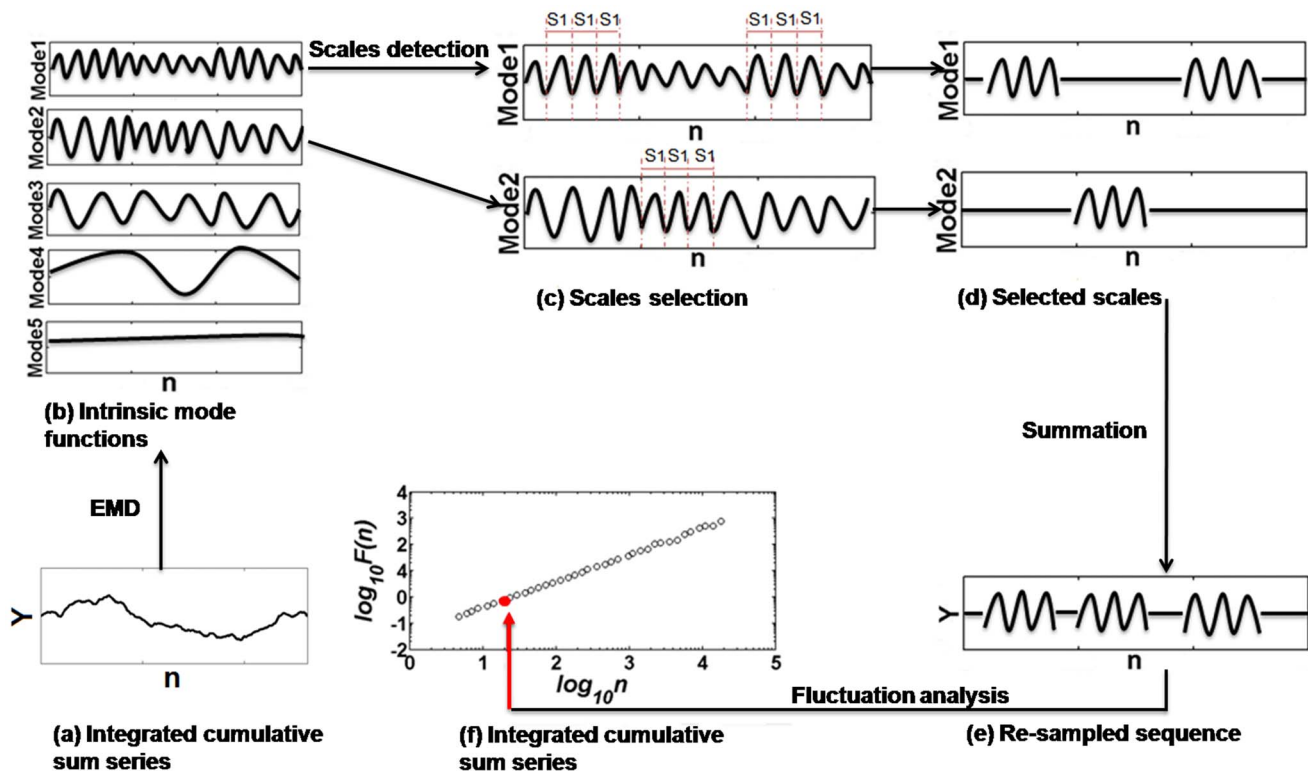 Mode1
Mode2
Mode3
Mode4
Mode5
n
(b) Intrinsic mode
functions
EMD
Y
n
(a) Integrated cumulative
sum series
Scales detection
S1 S1 S1
S1 S1 S1
Mode1
n
S1 S1 S1
Mode2
n
(c) Scales selection
Mode1
n
Mode2
n
(d) Selected scales
Summation
Y
n
(e) Re-sampled sequence
Fluctuation analysis
log10F(n)
4
3
2
4
0
-1
-2
0 1 2 3 4 5
log10n
(f) Integrated cumulative
sum series